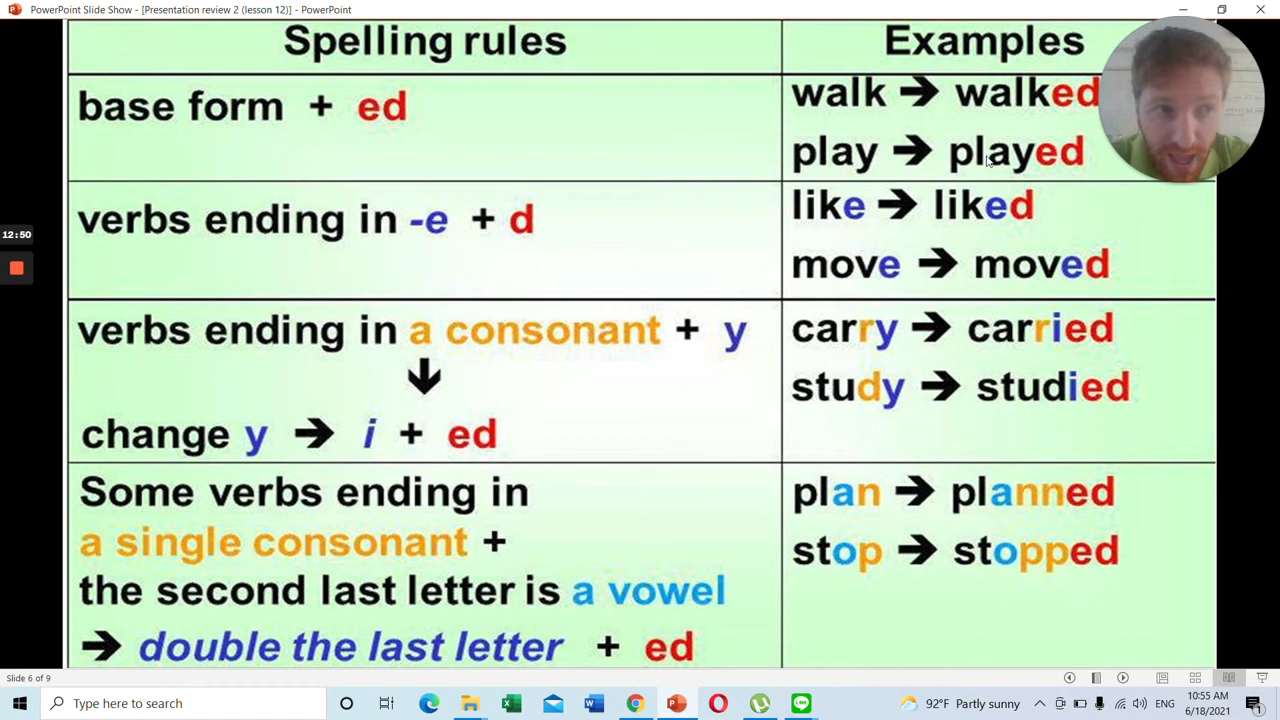 PowerPoint Slide Show - [Presentation review 2 (lesson 12)] - PowerPoint
Spelling rules
Examples
base form + ed
walk → walked
play → played
verbs ending in -e + d
like → liked
move → moved
verbs ending in a consonant + y
change y → i + ed
carry → carried
study → studied
Some verbs ending in
a single consonant +
the second last letter is a vowel
→ double the last letter + ed
plan → planned
stop → stopped
12:50
Slide 6 of 9
Type here to search
92°F Partly sunny
10:55 AM
6/18/2021
1